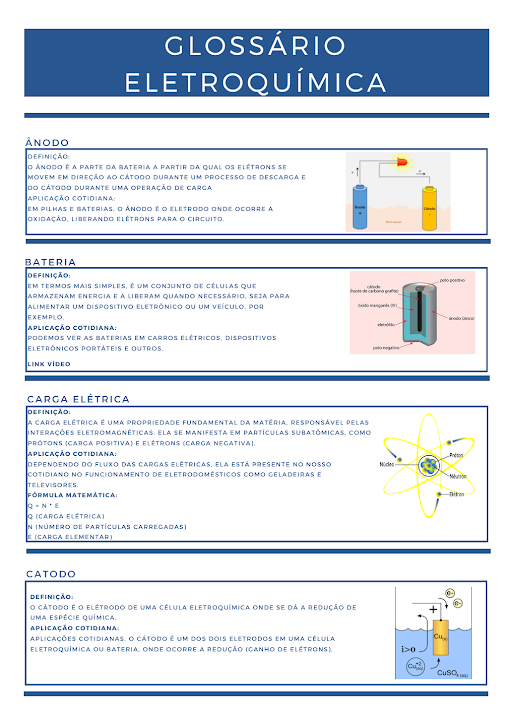 GLOSSÁRIO
ELETROQUÍMICA
ÂNODO
DEFINIÇÃO:
O ÂNODO É A PARTE DA BATERIA A PARTIR DA QUAL OS ELÉTRONS SE
MOVEM EM DIREÇÃO AO CÁTODO DURANTE UM PROCESSO DE DESCARGA E
DO CÁTODO DURANTE UMA OPERAÇÃO DE CARGA
APLICAÇÃO COTIDIANA:
EM PILHAS E BATERIAS, O ÂNODO É O ELETRODO ONDE OCORRE A
OXIDAÇÃO, LIBERANDO ELÉTRONS PARA O CIRCUITO.
Ânodo
Cátodo
BATERIA
DEFINIÇÃO:
EM TERMOS MAIS SIMPLES, É UM CONJUNTO DE CÉLULAS QUE
ARMAZENAM ENERGIA E A LIBERAM QUANDO NECESSÁRIO, SEJA PARA
ALIMENTAR UM DISPOSITIVO ELETRÔNICO OU UM VEÍCULO, POR
EXEMPLO.
APLICAÇÃO COTIDIANA:
PODEMOS VER AS BATERIAS EM CARROS ELÉTRICOS, DISPOSITIVOS
ELETRÔNICOS PORTÁTEIS E OUTROS.
LINK VÍDEO
polo positivo
cátodo
(haste de carbono grafite)
óxido manganês (IV)
ânodo (zinco)
eletrólito
polo negativo
CARGA ELÉTRICA
DEFINIÇÃO:
A CARGA ELÉTRICA É UMA PROPRIEDADE FUNDAMENTAL DA MATÉRIA, RESPONSÁVEL PELAS
INTERAÇÕES ELETROMAGNÉTICAS. ELA SE MANIFESTA EM PARTÍCULAS SUBATÔMICAS, COMO
PRÓTONS (CARGA POSITIVA) E ELÉTRONS (CARGA NEGATIVA).
APLICAÇÃO COTIDIANA:
DEPENDENDO DO FLUXO DAS CARGAS ELÉTRICAS, ELA ESTÁ PRESENTE NO NOSSO
COTIDIANO NO FUNCIONAMENTO DE ELETRODOMÉSTICOS COMO GELADEIRAS E
TELEVISORES.
FÓRMULA MATEMÁTICA:
Q = N * E
Q (CARGA ELÉTRICA)
N (NÚMERO DE PARTÍCULAS CARREGADAS)
E (CARGA ELEMENTAR)
Próton
Núcleo
Nêutron
Elétron
CATODO
DEFINIÇÃO:
O CÁTODO É O ELÉTRODO DE UMA CÉLULA ELETROQUÍMICA ONDE SE DÁ A REDUÇÃO DE
UMA ESPÉCIE QUÍMICA.
APLICAÇÃO COTIDIANA:
APLICAÇÕES COTIDIANAS. O CÁTODO É UM DOS DOIS ELETRODOS EM UMA CÉLULA
ELETROQUÍMICA OU BATERIA, ONDE OCORRE A REDUÇÃO (GANHO DE ELÉTRONS).
e-
e-
+
Cu(s)
i>0
Cu+2(aq)
CuSO4 (aq)